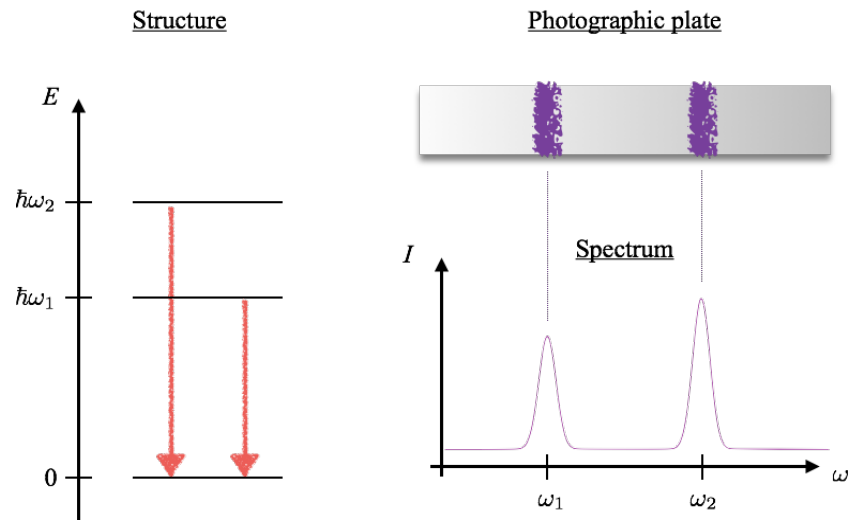 Structure
E
ħω₂
ħω₁
0
Photographic plate
Spectrum
I
ω₁
ω₂
ω